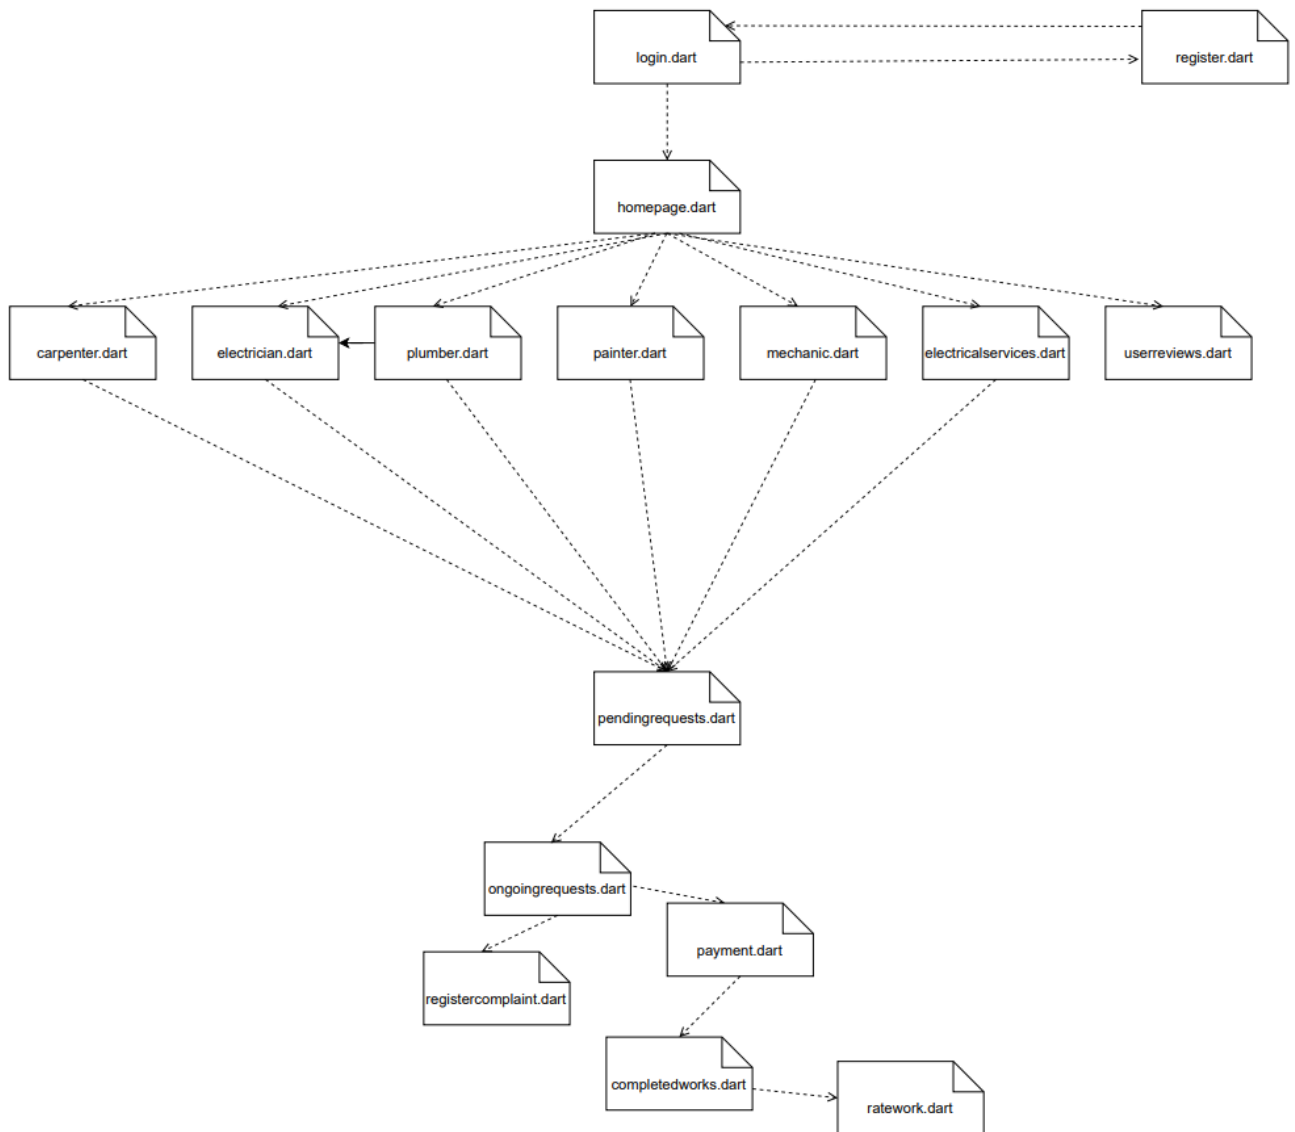 login.dart
register.dart
homepage.dart
carpenter.dart
electrician.dart
plumber.dart
painter.dart
mechanic.dart
electricalservices.dart
userreviews.dart
pendingrequests.dart
ongoingrequests.dart
payment.dart
registercomplaint.dart
completedworks.dart
ratework.dart